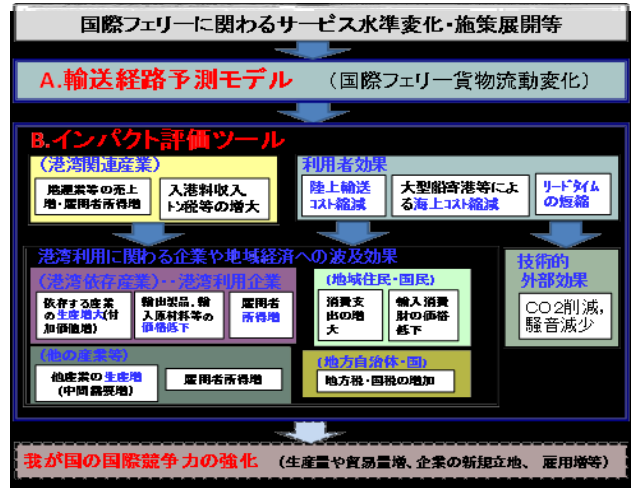 国際フェリーに関わるサービス水準変化・施策展開等
A.輸送経路予測モデル （国際フェリー貨物流動変化）
B.インパクト評価ツール
(港湾関連産業)
港運業等の売上
増・雇用者所得増
入港料収入
トン税等の増大
利用者効果
陸上輸送
コスト縮減
大型船寄港等によ
る海上コスト縮減
リードタイム
の短縮
港湾利用に関わる企業や地域経済への波及効果
(港湾依存産業)・・港湾利用企業
依存する産業
の生産増大(付
加価値増)
輸出製品、輸
入原材料等の
価格低下
雇用者
所得増
(地域住民・国民)
消費支
出の増
大
輸入消費
財の価格
低下
技術的
外部効果
CO2削減,
騒音減少
(他の産業等)
他産業の生産増
(中間需要増)
雇用者所得増
(地方自治体・国)
地方税・国税の増加
我が国の国際競争力の強化 （生産量や貿易量増、企業の新規立地、 雇用増等）